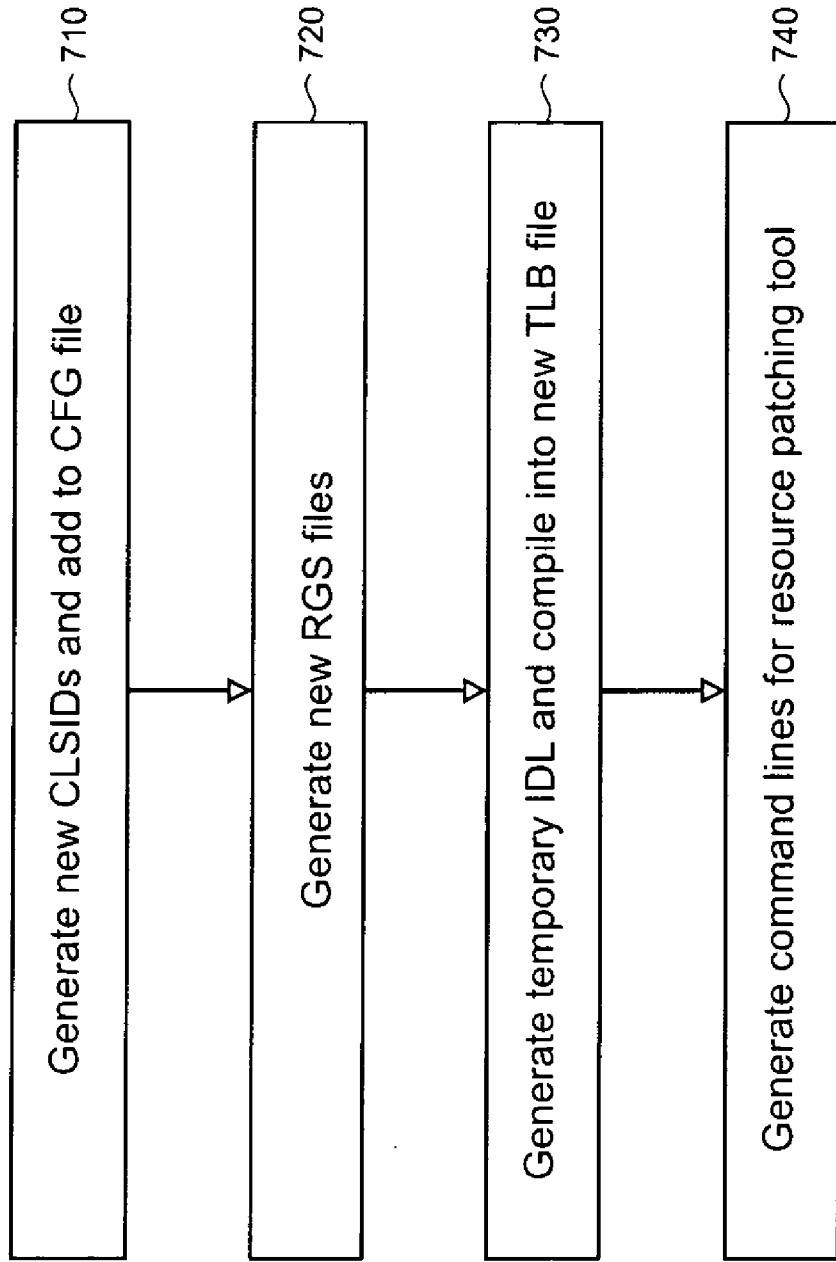 Generate new CLSIDs and add to CFG file
710
Generate new RGS files
720
Generate temporary IDL and compile into new TLB file
730
Generate command lines for resource patching tool
740